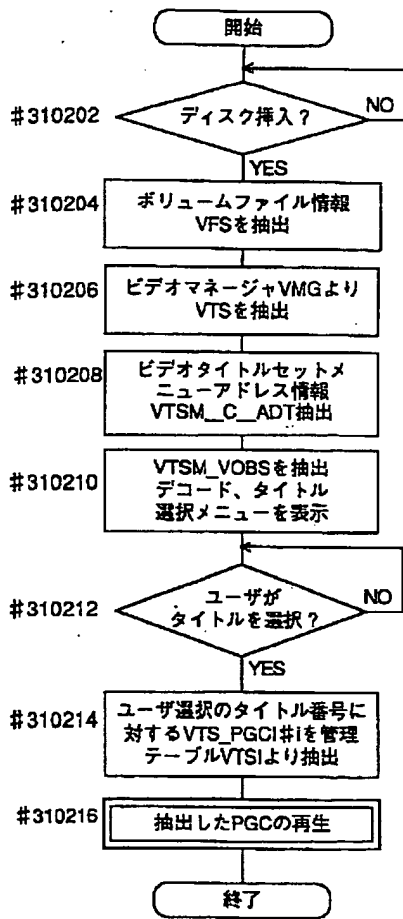 開始
#310202
ディスク挿入？
NO
YES
#310204
ボリュームファイル情報
VFSを抽出
#310206
ビデオマネージャVMGより
VTSを抽出
#310208
ビデオタイトルセットメ
ニューアドレス情報
VTSM__C__ADT抽出
#310210
VTSM_VOBSを抽出
デコード、タイトル
選択メニューを表示
#310212
ユーザが
タイトルを選択？
NO
YES
#310214
ユーザ選択のタイトル番号に
対するVTS_PGCI#iを管理
テーブルVTSIより抽出
#310216
抽出したPGCの再生
終了